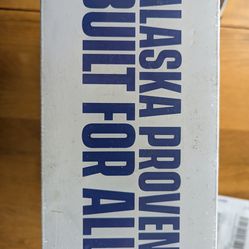 ALASKA PROVEN
BUILT FOR ALL